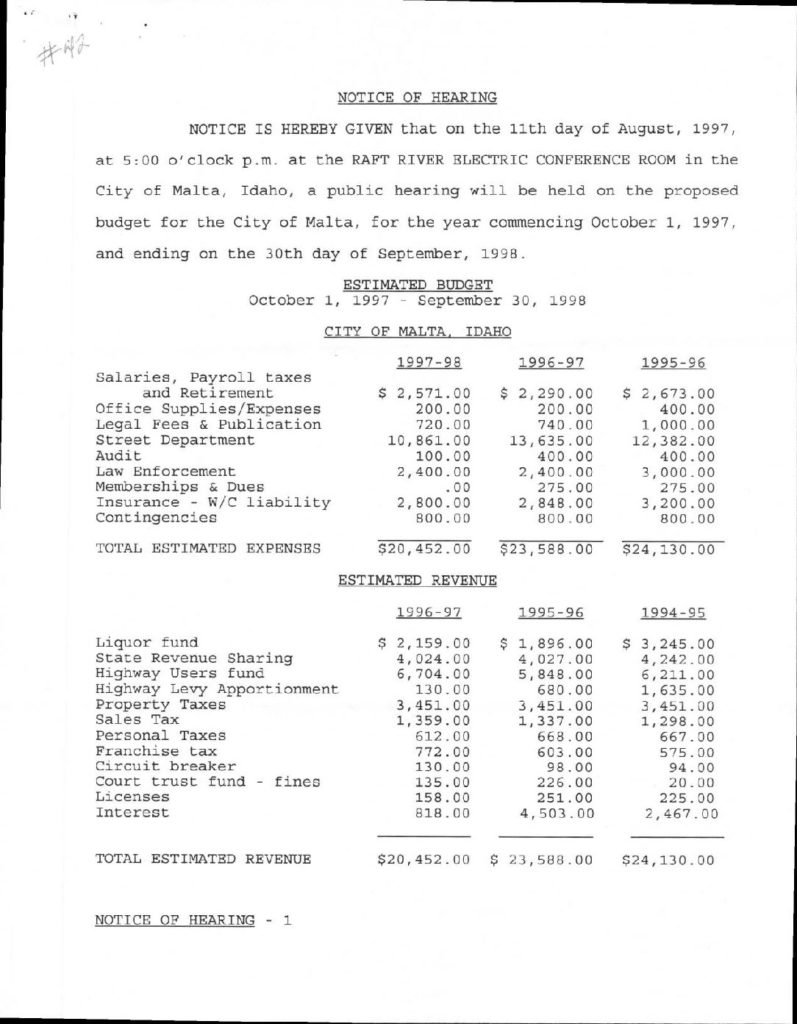 #42
NOTICE OF HEARING
NOTICE IS HEREBY GIVEN that on the 11th day of August, 1997,
at 5:00 o'clock p.m. at the RAFT RIVER ELECTRIC CONFERENCE ROOM in the
City of Malta, Idaho, a public hearing will be held on the proposed
budget for the City of Malta, for the year commencing October 1, 1997,
and ending on the 30th day of September, 1998.
ESTIMATED BUDGET
October 1, 1997 - September 30, 1998
CITY OF MALTA, IDAHO
1997-98 1996-97 1995-96
Salaries, Payroll taxes
and Retirement $ 2,571.00 $ 2,290.00 $ 2,673.00
Office Supplies/Expenses 200.00 200.00 400.00
Legal Fees & Publication 720.00 740.00 1,000.00
Street Department 10,861.00 13,635.00 12,382.00
Audit 100.00 400.00 400.00
Law Enforcement 2,400.00 2,400.00 3,000.00
Memberships & Dues .00 275.00 275.00
Insurance - W/C liability 2,800.00 2,848.00 3,200.00
Contingencies 800.00 800.00 800.00
TOTAL ESTIMATED EXPENSES $20,452.00 $23,588.00 $24,130.00
ESTIMATED REVENUE
1996-97 1995-96 1994-95
Liquor fund $ 2,159.00 $ 1,896.00 $ 3,245.00
State Revenue Sharing 4,024.00 4,027.00 4,242.00
Highway Users fund 6,704.00 5,848.00 6,211.00
Highway Levy Apportionment 130.00 680.00 1,635.00
Property Taxes 3,451.00 3,451.00 3,451.00
Sales Tax 1,359.00 1,337.00 1,298.00
Personal Taxes 612.00 668.00 667.00
Franchise tax 772.00 603.00 575.00
Circuit breaker 130.00 98.00 94.00
Court trust fund - fines 135.00 226.00 20.00
Licenses 158.00 251.00 225.00
Interest 818.00 4,503.00 2,467.00
TOTAL ESTIMATED REVENUE $20,452.00 $ 23,588.00 $24,130.00
NOTICE OF HEARING - 1